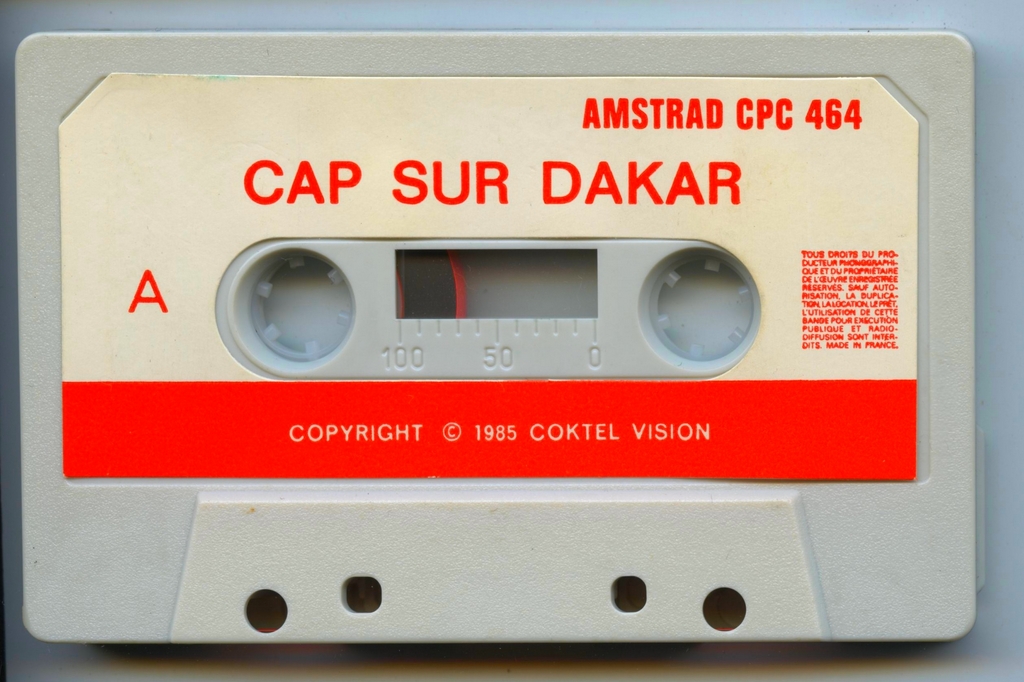 AMSTRAD CPC 464
CAP SUR DAKAR
A
TOUS DROITS DU PRO-
DUCTEUR PHONOGRAPHI-
QUE ET DU PROPRIETAIRE
DE L'ŒUVRE ENREGISTREE
RESERVES. SAUF AUTO-
RISATION, LA DUPLICA-
TION, LA LOCATION, LE PRÊT,
L'UTILISATION DE CETTE
BANDE POUR EXECUTION
PUBLIQUE ET RADIO-
DIFFUSION SONT INTER-
DITS. MADE IN FRANCE.
100 50 0
COPYRIGHT © 1985 COKTEL VISION